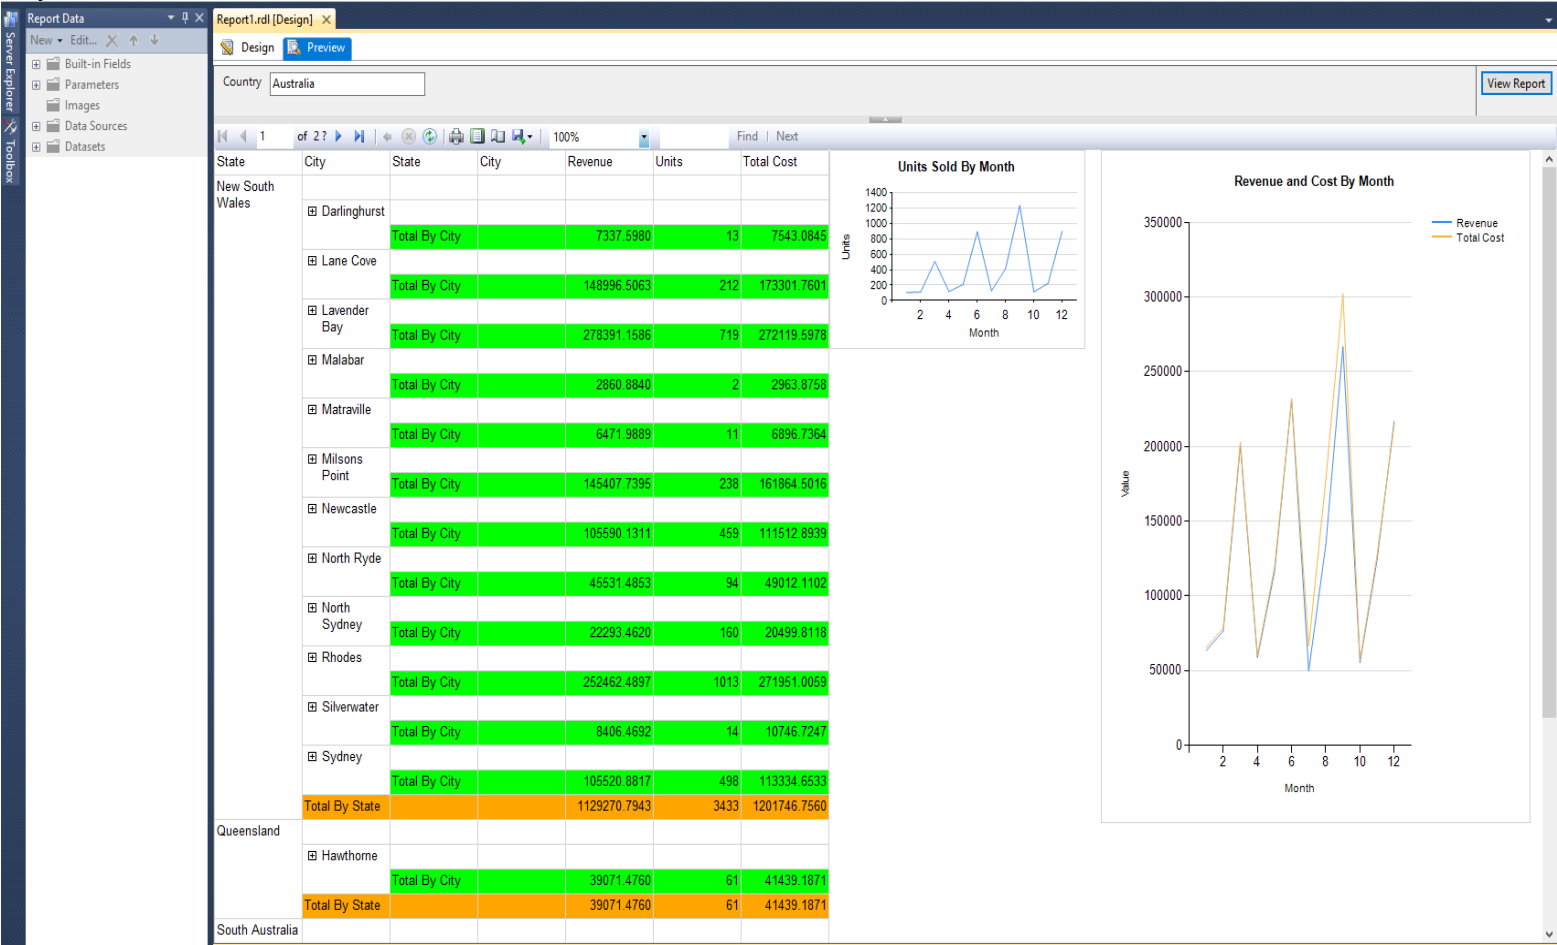 Report Data
New Edit...
Built-in Fields
Parameters
Images
Data Sources
Datasets
Server Explorer
Toolbox
Report1.rdl [Design]
Design Preview
Country Australia
View Report
1 of 2 ? 100% Find | Next
State City State City Revenue Units Total Cost
New South
Wales
Darlinghurst
Total By City 7337.5980 13 7543.0845
Lane Cove
Total By City 148996.5063 212 173301.7601
Lavender
Bay
Total By City 278391.1586 719 272119.5978
Malabar
Total By City 2860.8840 2 2963.8758
Matraville
Total By City 6471.9889 11 6896.7364
Milsons
Point
Total By City 145407.7395 238 161864.5016
Newcastle
Total By City 105590.1311 459 111512.8939
North Ryde
Total By City 45531.4853 94 49012.1102
North
Sydney
Total By City 22293.4620 160 20499.8118
Rhodes
Total By City 252462.4897 1013 271951.0059
Silverwater
Total By City 8406.4692 14 10746.7247
Sydney
Total By City 105520.8817 498 113334.6533
Total By State 1129270.7943 3433 1201746.7560
Queensland
Hawthorne
Total By City 39071.4760 61 41439.1871
Total By State 39071.4760 61 41439.1871
South Australia
Units Sold By Month
1400
1200
1000
800
600
400
200
0
Units
2 4 6 8 10 12
Month
Revenue and Cost By Month
Revenue
Total Cost
350000
300000
250000
200000
150000
100000
50000
0
Value
2 4 6 8 10 12
Month